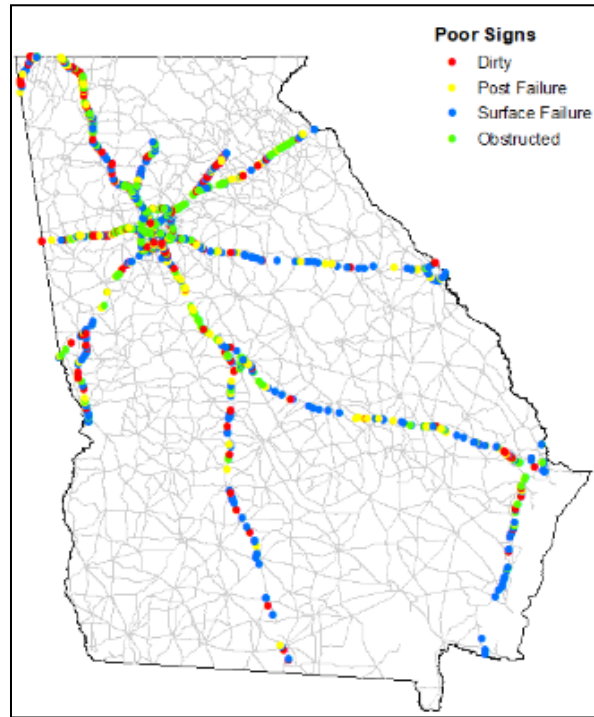 Poor Signs
Dirty
Post Failure
Surface Failure
Obstructed